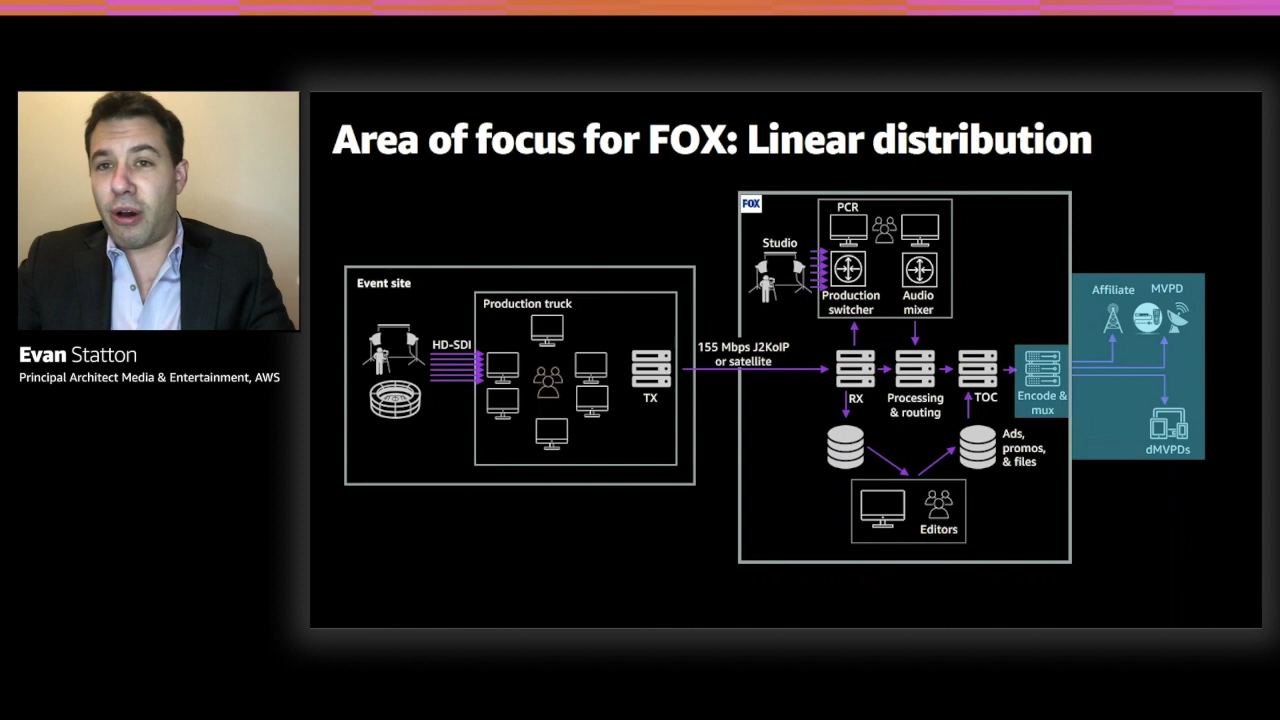 Area of focus for FOX: Linear distribution
Evan Statton
Principal Architect Media & Entertainment, AWS
Event site
Production truck
HD-SDI
TX
155 Mbps J2KoIP
or satellite
FOX
PCR
Studio
Production
switcher
Audio
mixer
RX
Processing
& routing
TOC
Encode &
mux
Ads,
promos,
& files
Editors
Affiliate
MVPD
dMVPDs